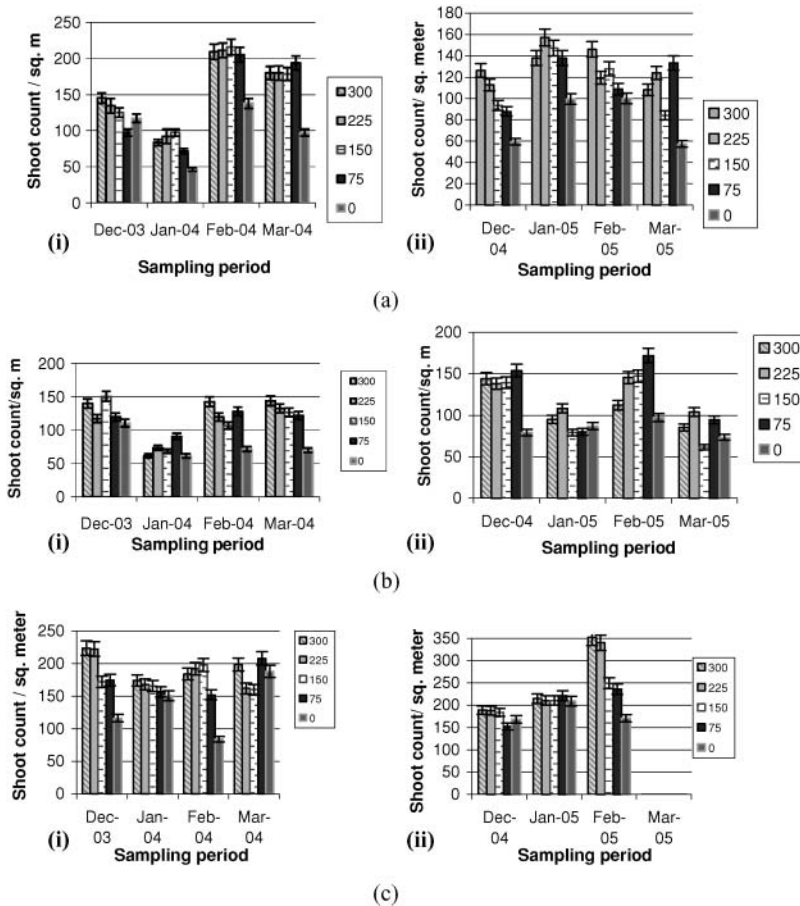 250
200
150
100
50
0
Shoot count / sq. m
Dec-03 Jan-04 Feb-04 Mar-04
Sampling period
300
225
150
75
0
(i)
180
160
140
120
100
80
60
40
20
0
Shoot count/ sq. meter
Dec-04 Jan-05 Feb-05 Mar-05
Sampling period
300
225
150
75
0
(ii)
(a)
200
150
100
50
0
Shoot count/sq. m
Dec-03 Jan-04 Feb-04 Mar-04
Sampling period
300
225
150
75
0
(i)
200
150
100
50
0
Shoot count/sq. m
Dec-04 Jan-05 Feb-05 Mar-05
Sampling period
300
225
150
75
0
(ii)
(b)
250
200
150
100
50
0
Shoot count / sq. meter
Dec-03 Jan-04 Feb-04 Mar-04
Sampling period
300
225
150
75
0
(i)
350
300
250
200
150
100
50
0
Shoot count/ sq. meter
Dec-04 Jan-05 Feb-05 Mar-05
Sampling period
300
225
150
75
0
(ii)
(c)